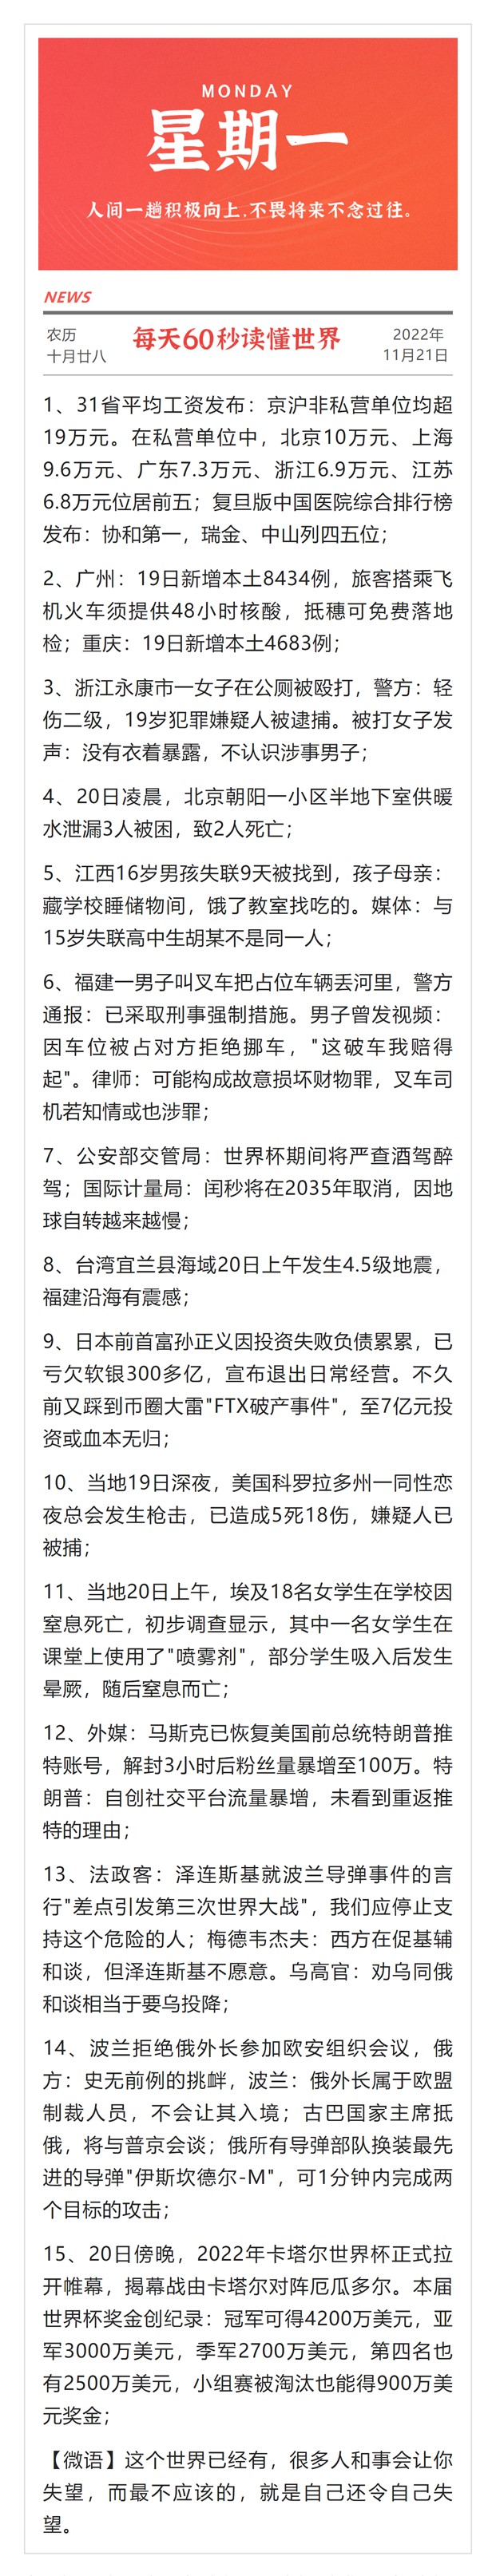 MONDAY
星期一
人间一趟积极向上,不畏将来不念过往。
NEWS
农历
十月廿八
每天60秒读懂世界
2022年
11月21日
1、31省平均工资发布：京沪非私营单位均超
19万元。在私营单位中，北京10万元、上海
9.6万元、广东7.3万元、浙江6.9万元、江苏
6.8万元位居前五；复旦版中国医院综合排行榜
发布：协和第一，瑞金、中山列四五位；
2、广州：19日新增本土8434例，旅客搭乘飞
机火车须提供48小时核酸，抵穗可免费落地
检；重庆：19日新增本土4683例；
3、浙江永康市一女子在公厕被殴打，警方：轻
伤二级，19岁犯罪嫌疑人被逮捕。被打女子发
声：没有衣着暴露，不认识涉事男子；
4、20日凌晨，北京朝阳一小区半地下室供暖
水泄漏3人被困，致2人死亡；
5、江西16岁男孩失联9天被找到，孩子母亲：
藏学校睡储物间，饿了教室找吃的。媒体：与
15岁失联高中生胡某不是同一人；
6、福建一男子叫叉车把占位车辆丢河里，警方
通报：已采取刑事强制措施。男子曾发视频：
因车位被占对方拒绝挪车，"这破车我赔得
起"。律师：可能构成故意损坏财物罪，叉车司
机若知情或也涉罪；
7、公安部交管局：世界杯期间将严查酒驾醉
驾；国际计量局：闰秒将在2035年取消，因地
球自转越来越慢；
8、台湾宜兰县海域20日上午发生4.5级地震，
福建沿海有震感；
9、日本前首富孙正义因投资失败负债累累，已
亏欠软银300多亿，宣布退出日常经营。不久
前又踩到币圈大雷"FTX破产事件"，至7亿元投
资或血本无归；
10、当地19日深夜，美国科罗拉多州一同性恋
夜总会发生枪击，已造成5死18伤，嫌疑人已
被捕；
11、当地20日上午，埃及18名女学生在学校因
窒息死亡，初步调查显示，其中一名女学生在
课堂上使用了"喷雾剂"，部分学生吸入后发生
晕厥，随后窒息而亡；
12、外媒：马斯克已恢复美国前总统特朗普推
特账号，解封3小时后粉丝量暴增至100万。特
朗普：自创社交平台流量暴增，未看到重返推
特的理由；
13、法政客：泽连斯基就波兰导弹事件的言
行"差点引发第三次世界大战"，我们应停止支
持这个危险的人；梅德韦杰夫：西方在促基辅
和谈，但泽连斯基不愿意。乌高官：劝乌同俄
和谈相当于要乌投降；
14、波兰拒绝俄外长参加欧安组织会议，俄
方：史无前例的挑衅，波兰：俄外长属于欧盟
制裁人员，不会让其入境；古巴国家主席抵
俄，将与普京会谈；俄所有导弹部队换装最先
进的导弹"伊斯坎德尔-M"，可1分钟内完成两
个目标的攻击；
15、20日傍晚，2022年卡塔尔世界杯正式拉
开帷幕，揭幕战由卡塔尔对阵厄瓜多尔。本届
世界杯奖金创纪录：冠军可得4200万美元，亚
军3000万美元，季军2700万美元，第四名也
有2500万美元，小组赛被淘汰也能得900万美
元奖金；
【微语】这个世界已经有，很多人和事会让你
失望，而最不应该的，就是自己还令自己失
望。